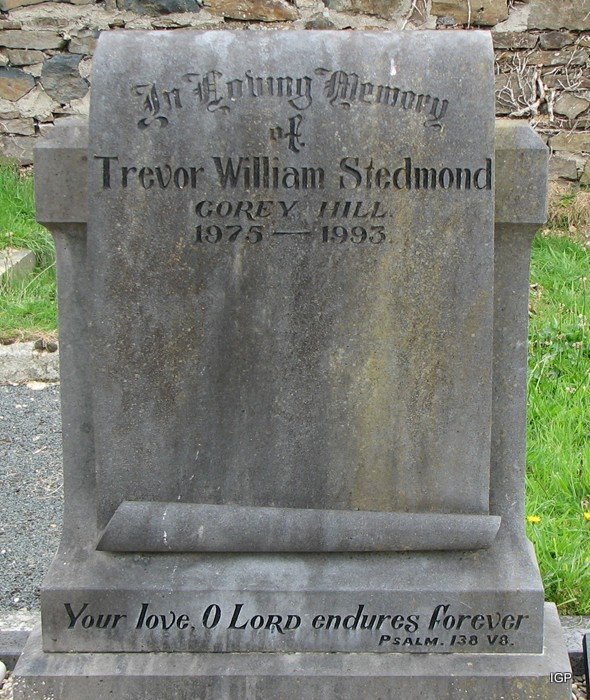 In Loving Memory
of
Trevor William Stedmond
GOREY HILL.
1975 — 1993.
Your love, O LORD endures forever
PSALM. 138 V8.
IGP